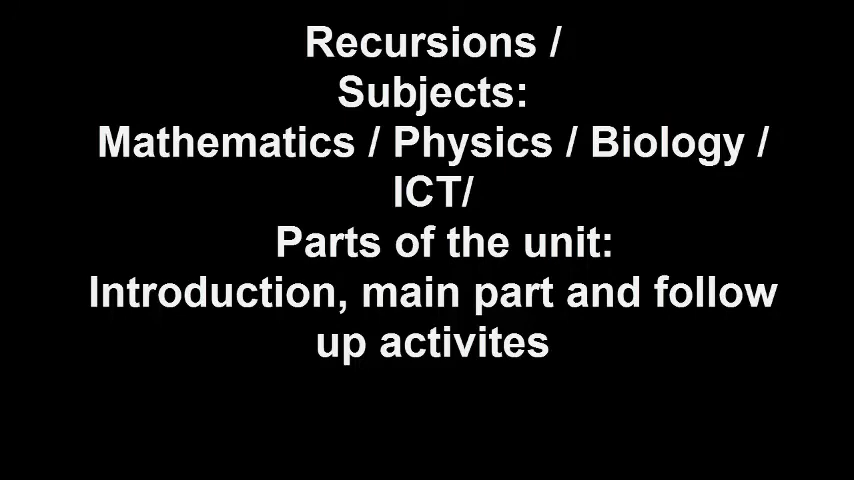 Recursions /
Subjects:
Mathematics / Physics / Biology /
ICT/
Parts of the unit:
Introduction, main part and follow
up activites